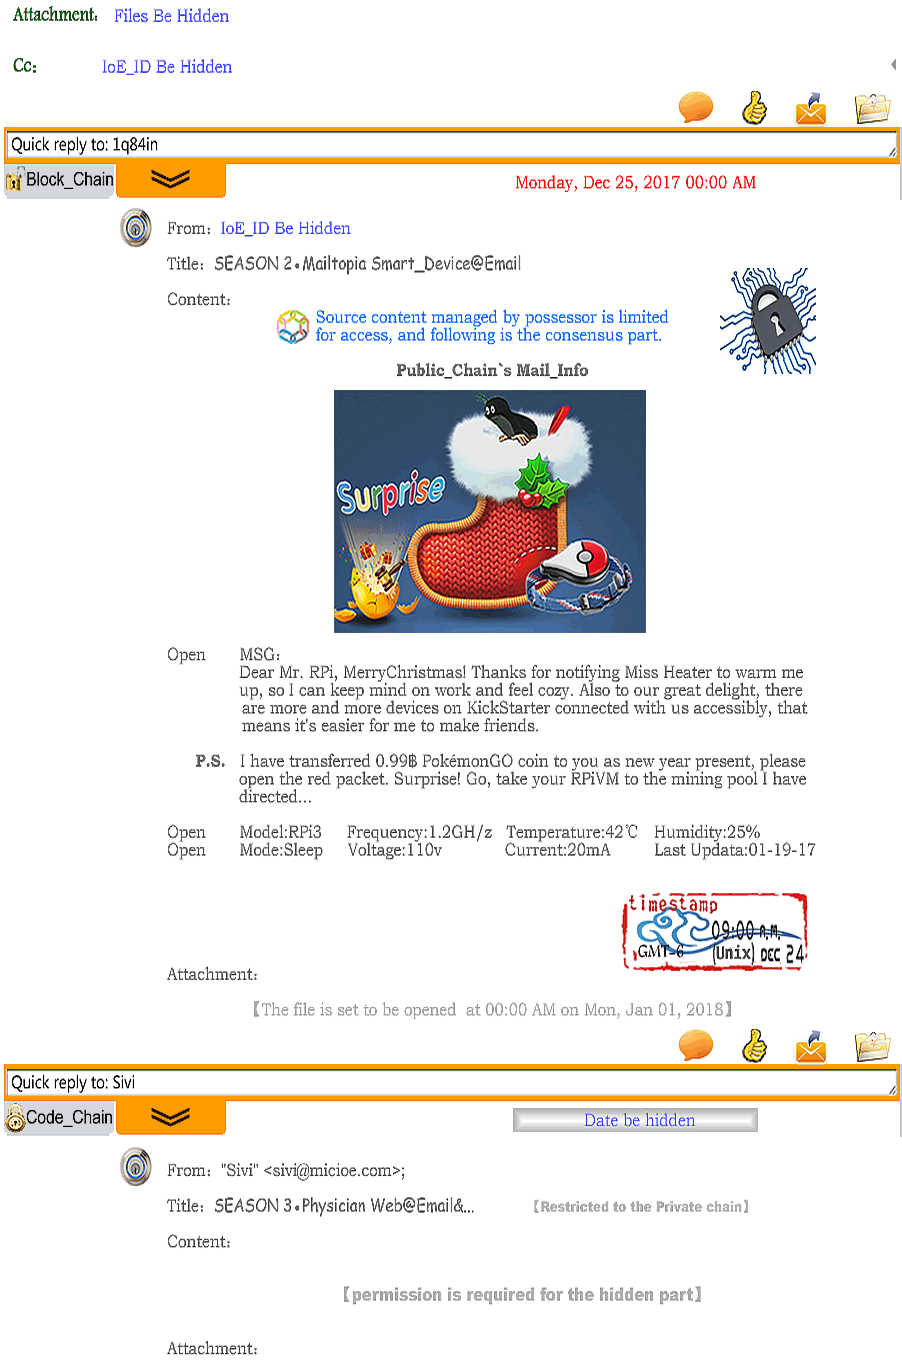 Attachment: Files Be Hidden
Cc: IoE_ID Be Hidden
Quick reply to: 1q84in
Block_Chain
Monday, Dec 25, 2017 00:00 AM
From: IoE_ID Be Hidden
Title: SEASON 2•Mailtopia Smart_Device@Email
Content:
Source content managed by possessor is limited
for access, and following is the consensus part.
Public_Chain`s Mail_Info
Surprise
Open MSG:
Dear Mr. RPi, MerryChristmas! Thanks for notifying Miss Heater to warm me
up, so I can keep mind on work and feel cozy. Also to our great delight, there
are more and more devices on KickStarter connected with us accessibly, that
means it's easier for me to make friends.
P.S. I have transferred 0.99฿ PokémonGO coin to you as new year present, please
open the red packet. Surprise! Go, take your RPiVM to the mining pool I have
directed...
Open Model:RPi3 Frequency:1.2GH/z Temperature:42℃ Humidity:25%
Open Mode:Sleep Voltage:110v Current:20mA Last Updata:01-19-17
timestamp
09:00 A.M.
GMT-6 (Unix) DEC 24
Attachment:
【The file is set to be opened at 00:00 AM on Mon, Jan 01, 2018】
Quick reply to: Sivi
Code_Chain
Date be hidden
From: "Sivi" <sivi@micioe.com>;
Title: SEASON 3•Physician Web@Email&... 【Restricted to the Private chain】
Content:
【permission is required for the hidden part】
Attachment: